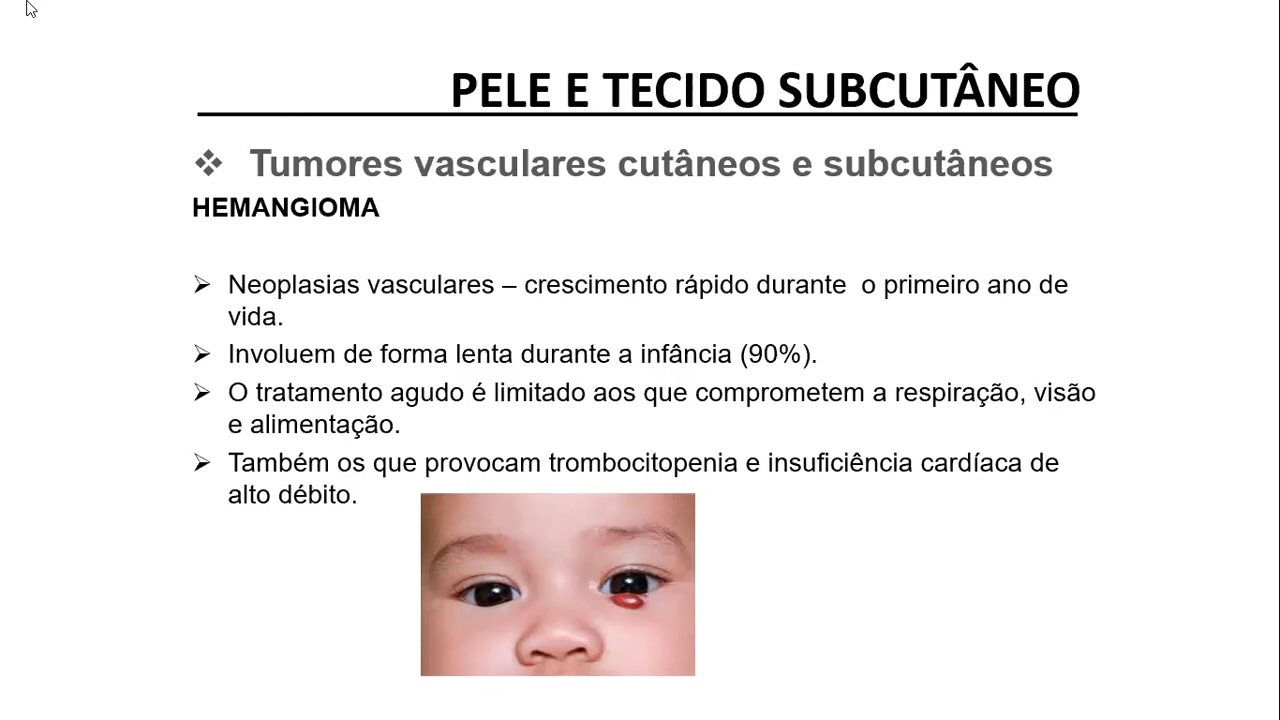 PELE E TECIDO SUBCUTÂNEO
❖ Tumores vasculares cutâneos e subcutâneos
HEMANGIOMA
➢ Neoplasias vasculares – crescimento rápido durante o primeiro ano de
vida.
➢ Involuem de forma lenta durante a infância (90%).
➢ O tratamento agudo é limitado aos que comprometem a respiração, visão
e alimentação.
➢ Também os que provocam trombocitopenia e insuficiência cardíaca de
alto débito.